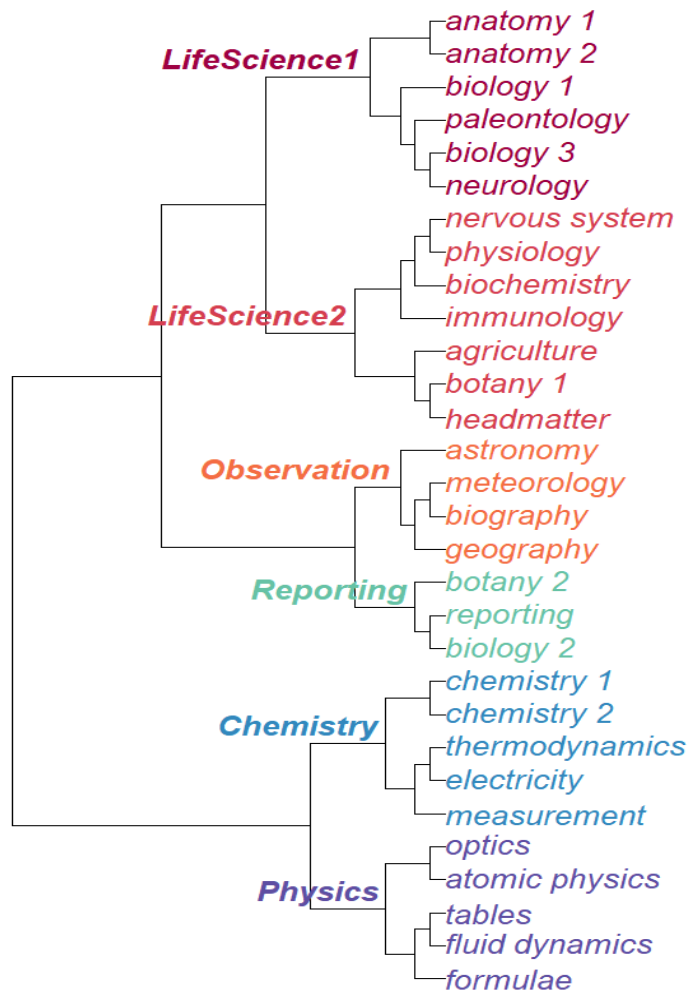 anatomy 1
anatomy 2
LifeScience1
biology 1
paleontology
biology 3
neurology
nervous system
physiology
biochemistry
LifeScience2
immunology
agriculture
botany 1
headmatter
astronomy
Observation
meteorology
biography
geography
botany 2
Reporting
reporting
biology 2
chemistry 1
chemistry 2
Chemistry
thermodynamics
electricity
measurement
optics
atomic physics
Physics
tables
fluid dynamics
formulae